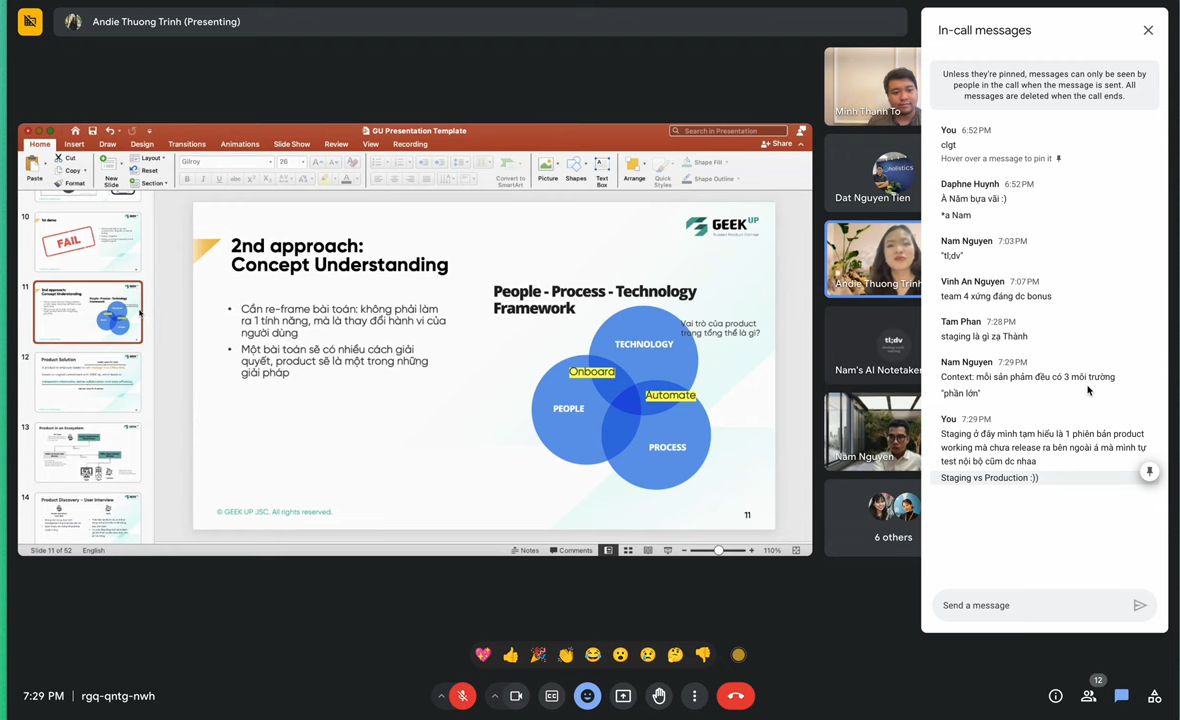 Andie Thuong Trinh (Presenting)
GU Presentation Template
Search in Presentation
Home
Insert
Draw
Design
Transitions
Animations
Slide Show
Review
View
Recording
Share
Paste
Cut
Copy
Format
New
Slide
Layout
Reset
Section
Gilroy
26
Convert to
SmartArt
Picture
Shapes
Text
Box
Arrange
Quick
Styles
Shape Fill
Shape Outline
10
1st demo
FAIL
11
12
Product Solution
13
Product in an Ecosystem
14
Product Discovery - User Interview
GEEK UP
Trusted Product Partner
2nd approach:
Concept Understanding
• Cần re-frame bài toán: không phải làm
ra 1 tính năng, mà là thay đổi hành vi của
người dùng
• Một bài toán sẽ có nhiều cách giải
quyết, product sẽ là một trong những
giải pháp
People - Process - Technology
Framework
Vai trò của product
trong tổng thể là gì?
TECHNOLOGY
Onboard
Automate
PEOPLE
PROCESS
© GEEK UP JSC. All rights reserved.
11
Slide 11 of 52
English
Notes
Comments
110%
Minh Thanh To
holistics
Dat Nguyen Tien
Andie Thuong Trinh
tl;dv
Nam's AI Notetaker
Nam Nguyen
6 others
In-call messages
Unless they're pinned, messages can only be seen by
people in the call when the message is sent. All
messages are deleted when the call ends.
You 6:52 PM
clgt
Hover over a message to pin it
Daphne Huynh 6:52 PM
À Năm bựa vãi :)
*a Nam
Nam Nguyen 7:03 PM
"tl;dv"
Vinh An Nguyen 7:07 PM
team 4 xứng đáng dc bonus
Tam Phan 7:28 PM
staging là gì zạ Thành
Nam Nguyen 7:29 PM
Context: mỗi sản phẩm đều có 3 môi trường
"phần lớn"
You 7:29 PM
Staging ở đây mình tạm hiểu là 1 phiên bản product
working mà chưa release ra bên ngoài á mà mình tự
test nội bộ cũm dc nhaa
Staging vs Production :))
Send a message
7:29 PM | rgq-qntg-nwh
12